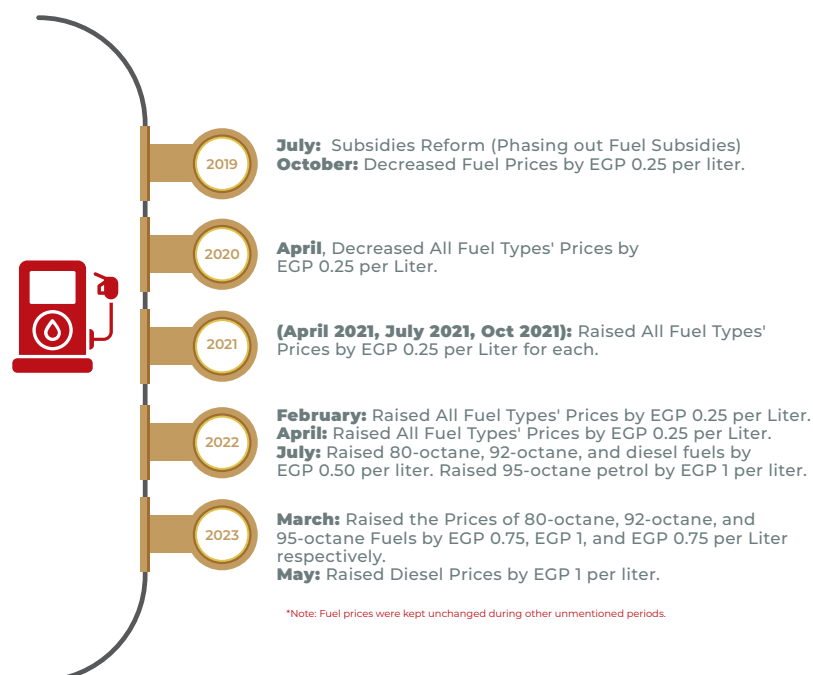 2019
July: Subsidies Reform (Phasing out Fuel Subsidies)
October: Decreased Fuel Prices by EGP 0.25 per liter.
2020
April, Decreased All Fuel Types' Prices by
EGP 0.25 per Liter.
2021
(April 2021, July 2021, Oct 2021): Raised All Fuel Types'
Prices by EGP 0.25 per Liter for each.
2022
February: Raised All Fuel Types' Prices by EGP 0.25 per Liter.
April: Raised All Fuel Types' Prices by EGP 0.25 per Liter.
July: Raised 80-octane, 92-octane, and diesel fuels by
EGP 0.50 per liter. Raised 95-octane petrol by EGP 1 per liter.
2023
March: Raised the Prices of 80-octane, 92-octane, and
95-octane Fuels by EGP 0.75, EGP 1, and EGP 0.75 per Liter
respectively.
May: Raised Diesel Prices by EGP 1 per liter.
*Note: Fuel prices were kept unchanged during other unmentioned periods.